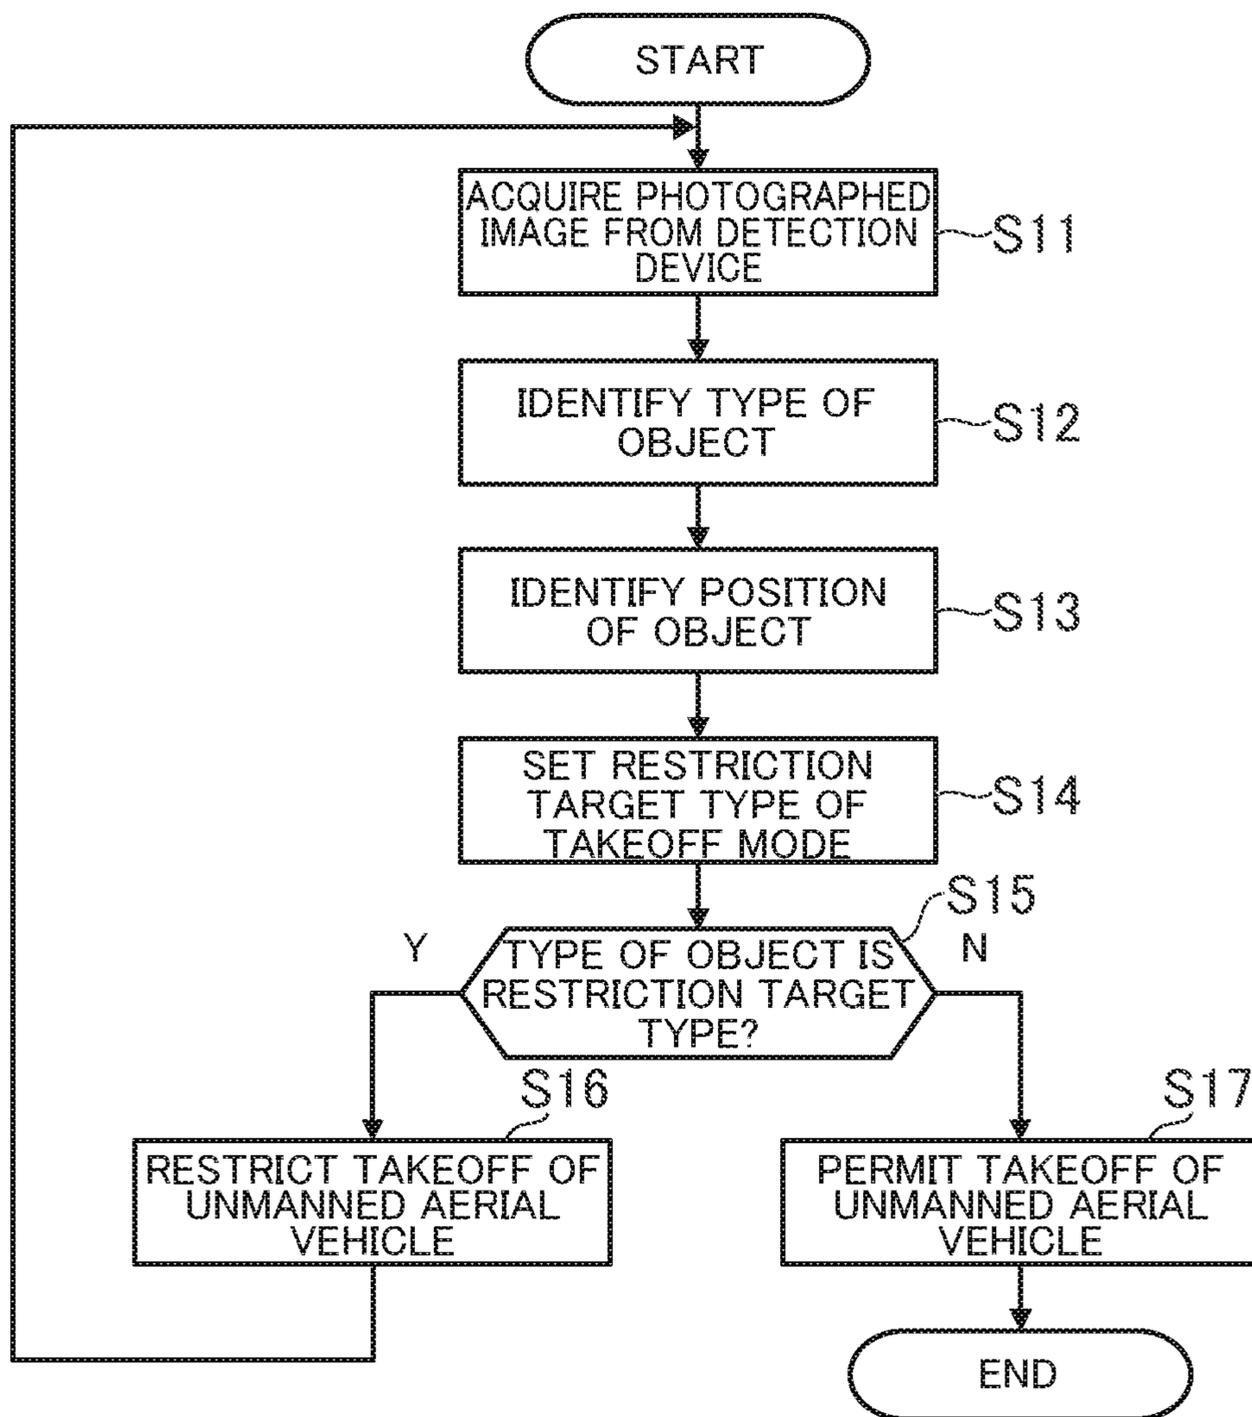 START
ACQUIRE PHOTOGRAPHED
IMAGE FROM DETECTION
DEVICE
S11
IDENTIFY TYPE OF
OBJECT
S12
IDENTIFY POSITION
OF OBJECT
S13
SET RESTRICTION
TARGET TYPE OF
TAKEOFF MODE
S14
S15
Y
TYPE OF OBJECT IS
RESTRICTION TARGET
TYPE?
N
S16
RESTRICT TAKEOFF OF
UNMANNED AERIAL
VEHICLE
S17
PERMIT TAKEOFF OF
UNMANNED AERIAL
VEHICLE
END